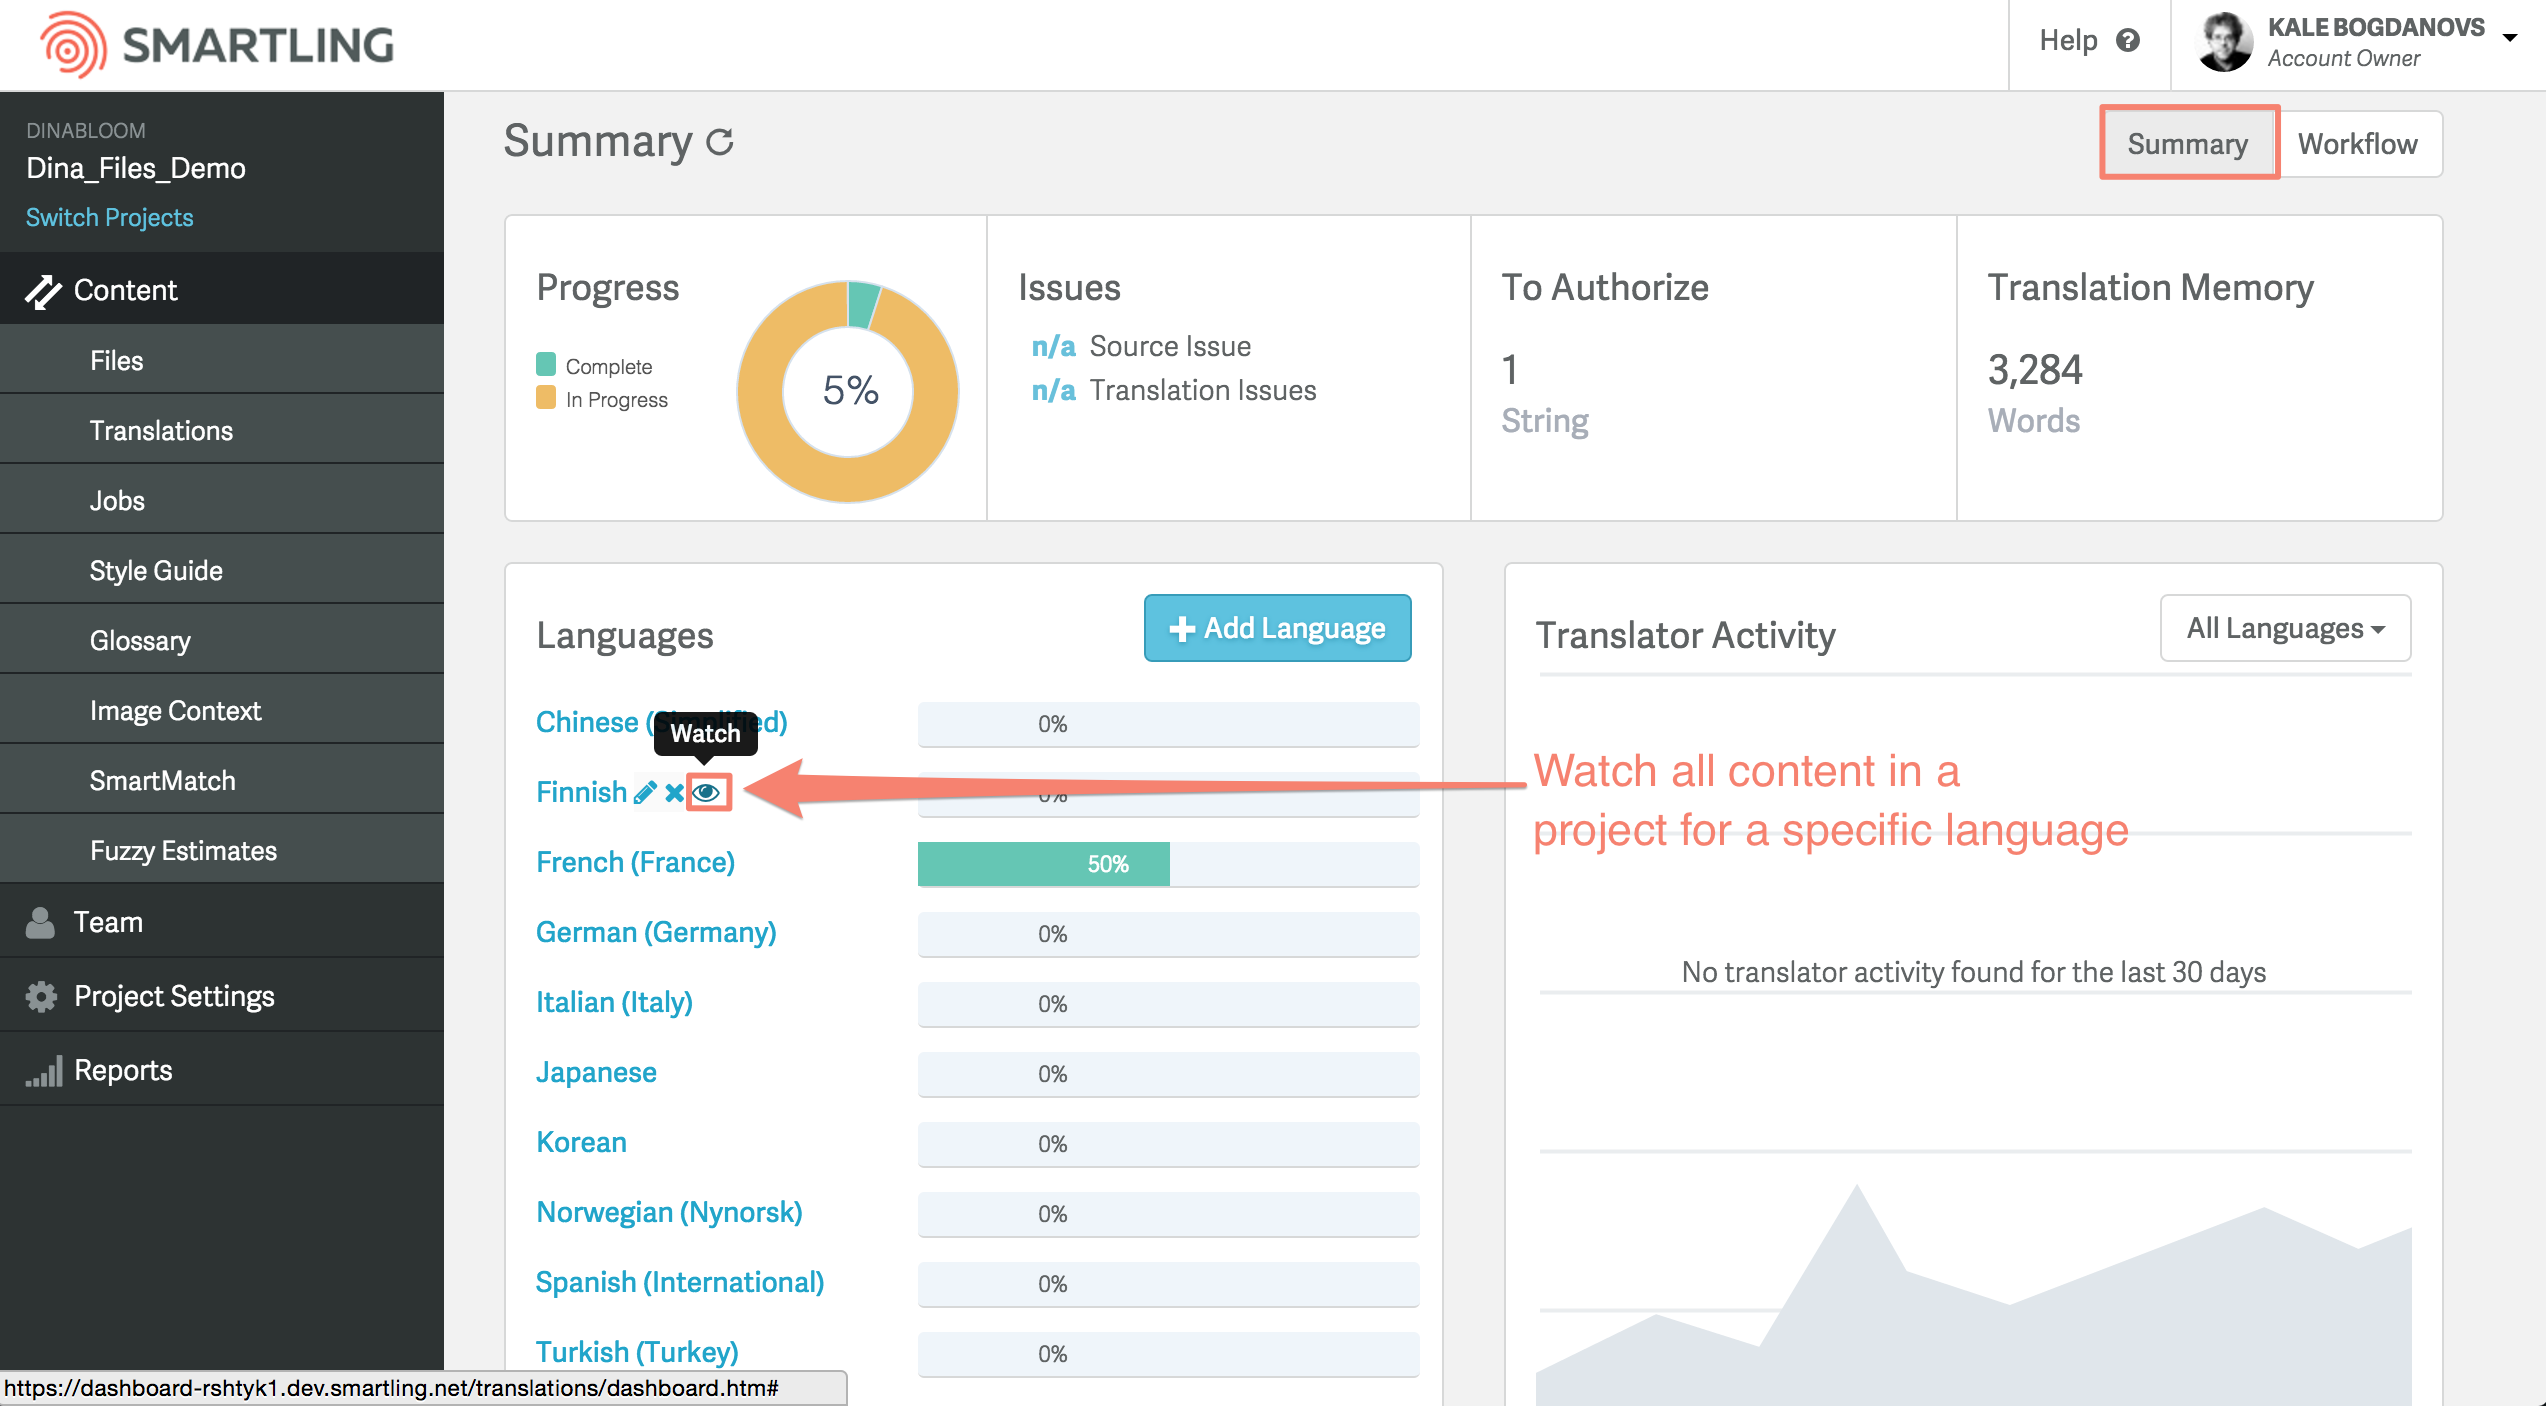 SMARTLING
Help
KALE BOGDANOVS
Account Owner
DINABLOOM
Dina_Files_Demo
Switch Projects
Content
Files
Translations
Jobs
Style Guide
Glossary
Image Context
SmartMatch
Fuzzy Estimates
Team
Project Settings
Reports
Summary
Summary
Workflow
Progress
Complete
In Progress
5%
Issues
n/a Source Issue
n/a Translation Issues
To Authorize
1
String
Translation Memory
3,284
Words
Languages
Add Language
Chinese (Simplified)
0%
Watch
Finnish
0%
French (France)
50%
German (Germany)
0%
Italian (Italy)
0%
Japanese
0%
Korean
0%
Norwegian (Nynorsk)
0%
Spanish (International)
0%
Turkish (Turkey)
0%
Translator Activity
All Languages
Watch all content in a
project for a specific language
No translator activity found for the last 30 days
https://dashboard-rshtyk1.dev.smartling.net/translations/dashboard.htm#